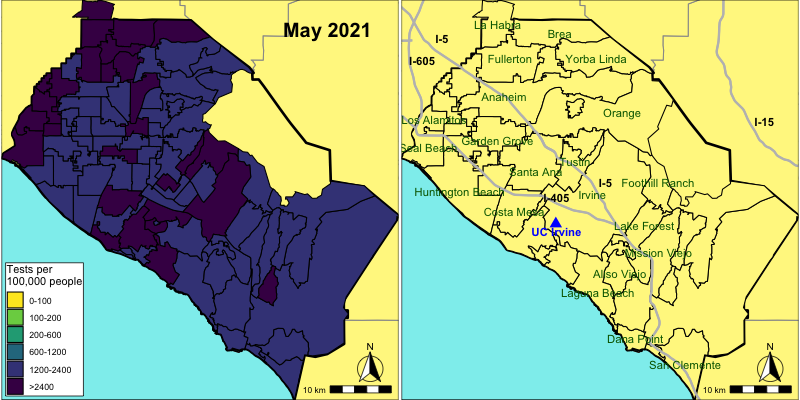 May 2021
Tests per
100,000 people
0-100
100-200
200-600
600-1200
1200-2400
>2400
N
10 km
La Habra
I-5
Brea
I-605
Fullerton
Yorba Linda
Anaheim
Orange
Los Alamitos
I-15
Seal Beach
Garden Grove
Tustin
Santa Ana
I-5
Foothill Ranch
Huntington Beach
I-405
Irvine
Costa Mesa
UC Irvine
Lake Forest
Mission Viejo
Aliso Viejo
Laguna Beach
Dana Point
San Clemente
N
10 km